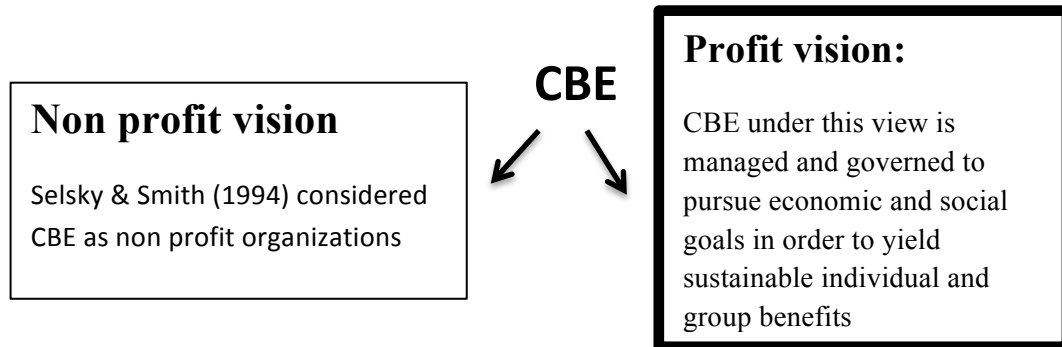 CBE
Non profit vision
Selsky & Smith (1994) considered
CBE as non profit organizations
Profit vision:
CBE under this view is
managed and governed to
pursue economic and social
goals in order to yield
sustainable individual and
group benefits